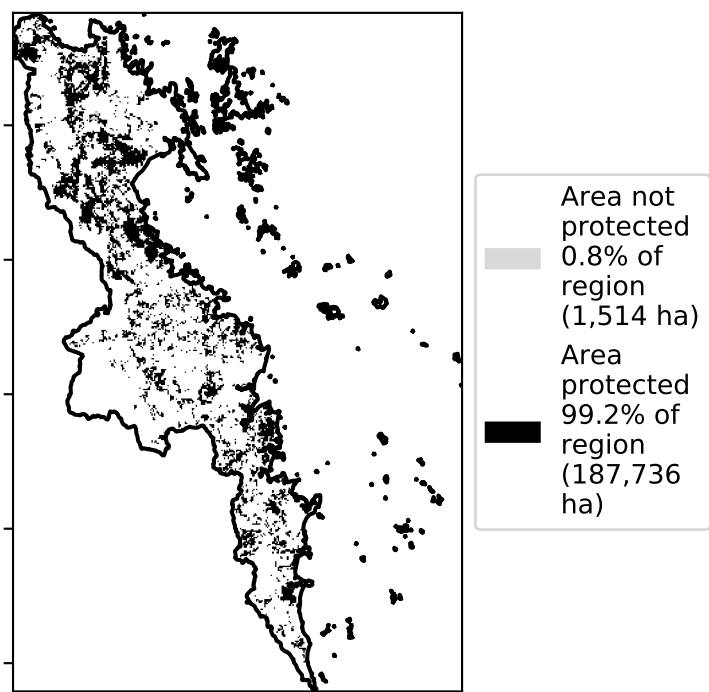 Area not
protected
0.8% of
region
(1,514 ha)
Area
protected
99.2% of
region
(187,736
ha)